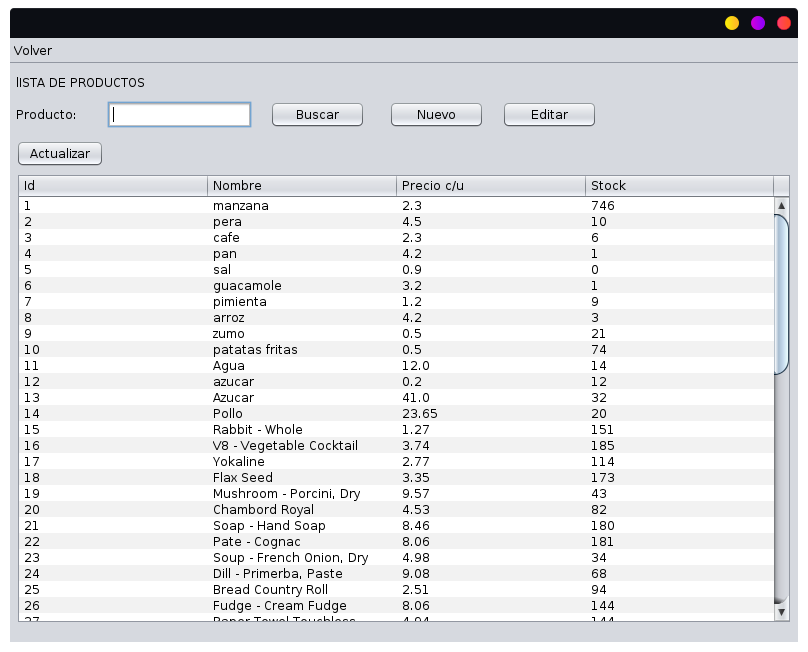 Volver
lISTA DE PRODUCTOS
Producto: Buscar Nuevo Editar
Actualizar
Id Nombre Precio c/u Stock
1 manzana 2.3 746
2 pera 4.5 10
3 cafe 2.3 6
4 pan 4.2 1
5 sal 0.9 0
6 guacamole 3.2 1
7 pimienta 1.2 9
8 arroz 4.2 3
9 zumo 0.5 21
10 patatas fritas 0.5 74
11 Agua 12.0 14
12 azucar 0.2 12
13 Azucar 41.0 32
14 Pollo 23.65 20
15 Rabbit - Whole 1.27 151
16 V8 - Vegetable Cocktail 3.74 185
17 Yokaline 2.77 114
18 Flax Seed 3.35 173
19 Mushroom - Porcini, Dry 9.57 43
20 Chambord Royal 4.53 82
21 Soap - Hand Soap 8.46 180
22 Pate - Cognac 8.06 181
23 Soup - French Onion, Dry 4.98 34
24 Dill - Primerba, Paste 9.08 68
25 Bread Country Roll 2.51 94
26 Fudge - Cream Fudge 8.06 144
27 Paper Towel Touchless 4.94 144